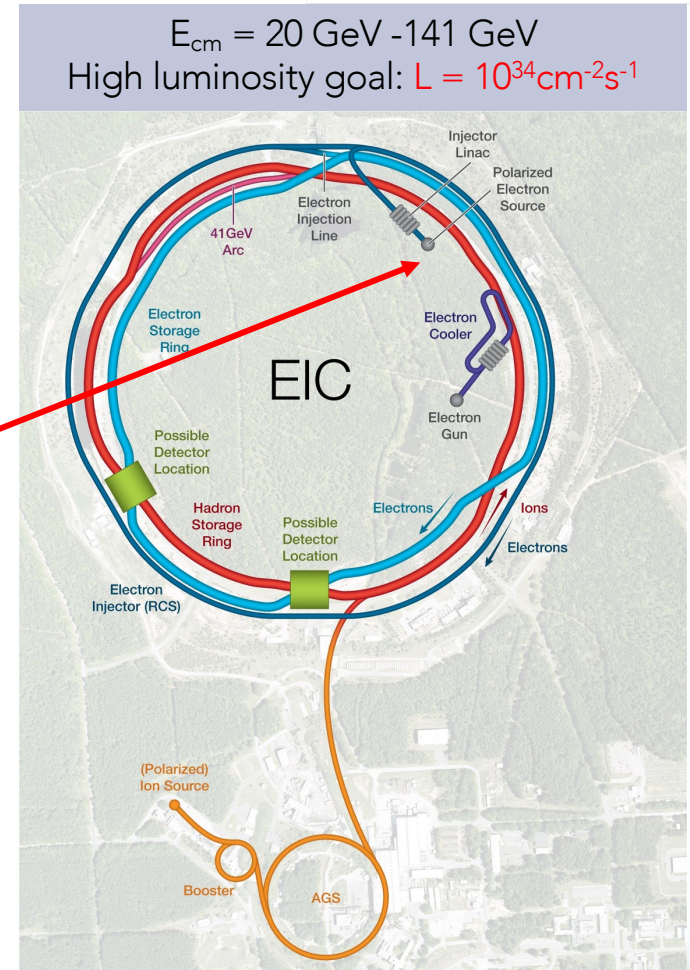 E_cm = 20 GeV -141 GeV
High luminosity goal: L = 10³⁴cm⁻²s⁻¹
Injector
Linac
Polarized
Electron
Source
Electron
Injection
Line
41GeV
Arc
Electron
Storage
Ring
Electron
Cooler
EIC
Electron
Gun
Possible
Detector
Location
Hadron
Storage
Ring
Possible
Detector
Location
Electrons
Ions
Electrons
Electron
Injector (RCS)
(Polarized)
Ion Source
Booster
AGS